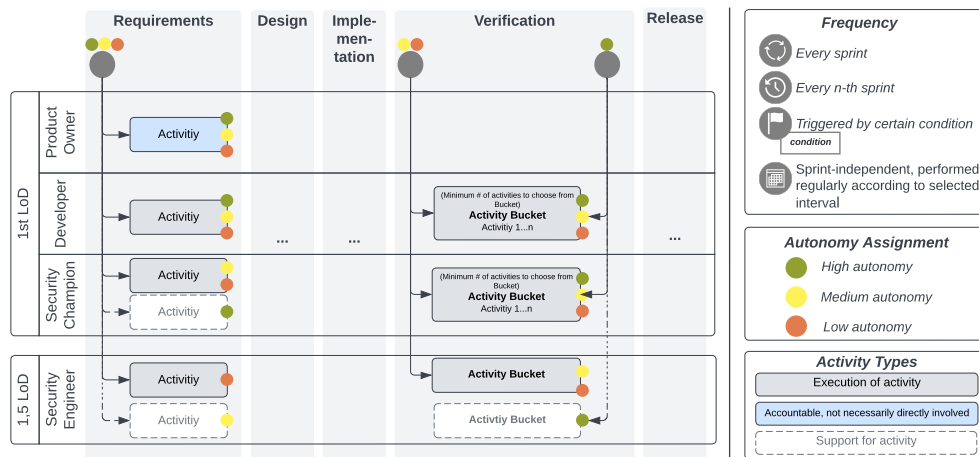 Requirements
Design
Imple-
men-
tation
Verification
Release
1st LoD
Product
Owner
Activitiy
Developer
Activitiy
...
...
(Minimum # of activities to choose from
Bucket)
Activity Bucket
Activitiy 1...n
...
Security
Champion
Activitiy
Activitiy
(Minimum # of activities to choose from
Bucket)
Activity Bucket
Activitiy 1...n
1,5 LoD
Security
Engineer
Activitiy
Activitiy
Activity Bucket
Activtiy Bucket
Frequency
Every sprint
Every n-th sprint
Triggered by certain condition
condition
Sprint-independent, performed
regularly according to selected
interval
Autonomy Assignment
High autonomy
Medium autonomy
Low autonomy
Activity Types
Execution of activity
Accountable, not necessarily directly involved
Support for activity